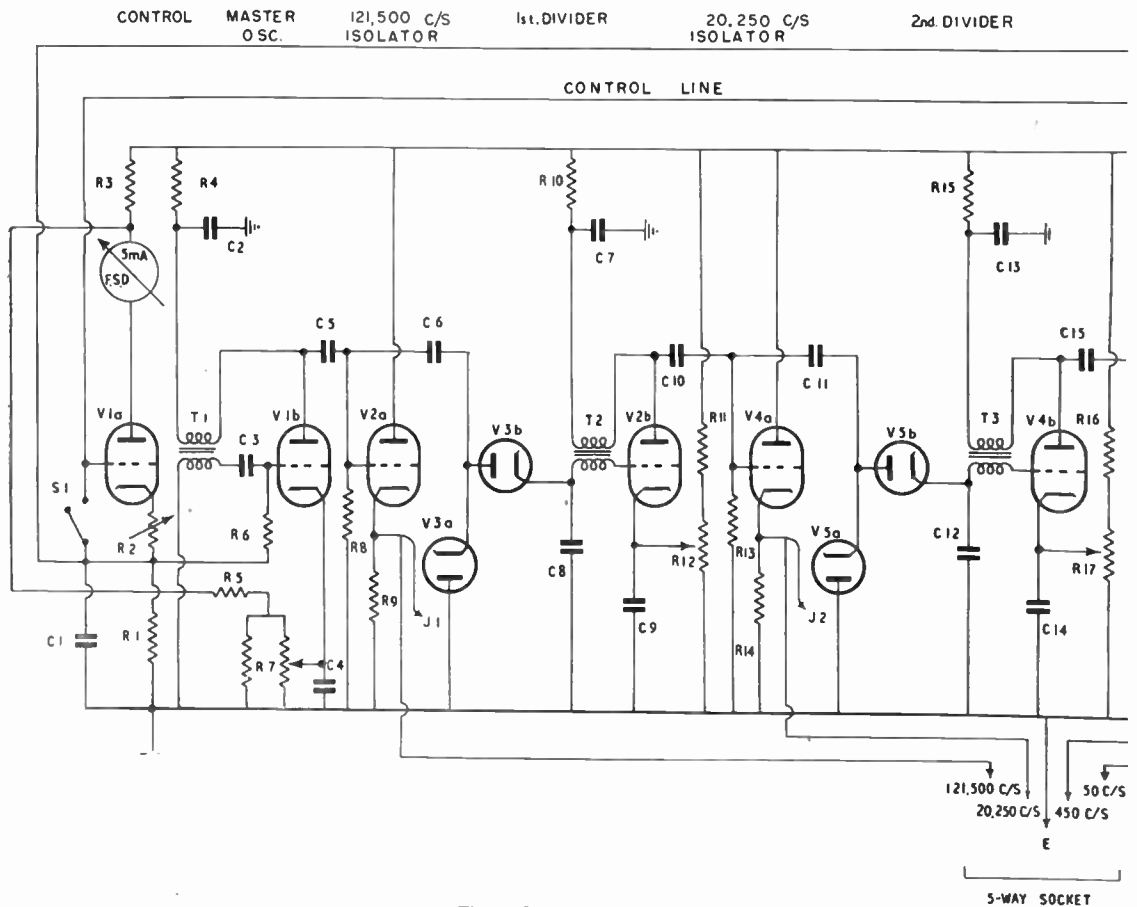 CONTROL
MASTER OSC.
121,500 C/S ISOLATOR
1st. DIVIDER
20,250 C/S ISOLATOR
2nd. DIVIDER
CONTROL LINE
R3
R4
R10
R15
C2
C7
C13
5mA
F.S.D
C5
C6
C10
C11
C15
V1a
T1
C3
V1b
V2a
V3b
T2
V2b
R11
V4a
V5b
T3
V4b
R16
S1
R2
R6
R8
V3a
C8
R12
R13
V5a
C12
R17
R5
R9
J1
C9
J2
C14
C1
R1
R7
C4
R14
121,500 C/S
20,250 C/S
450 C/S
50 C/S
E
5-WAY SOCKET